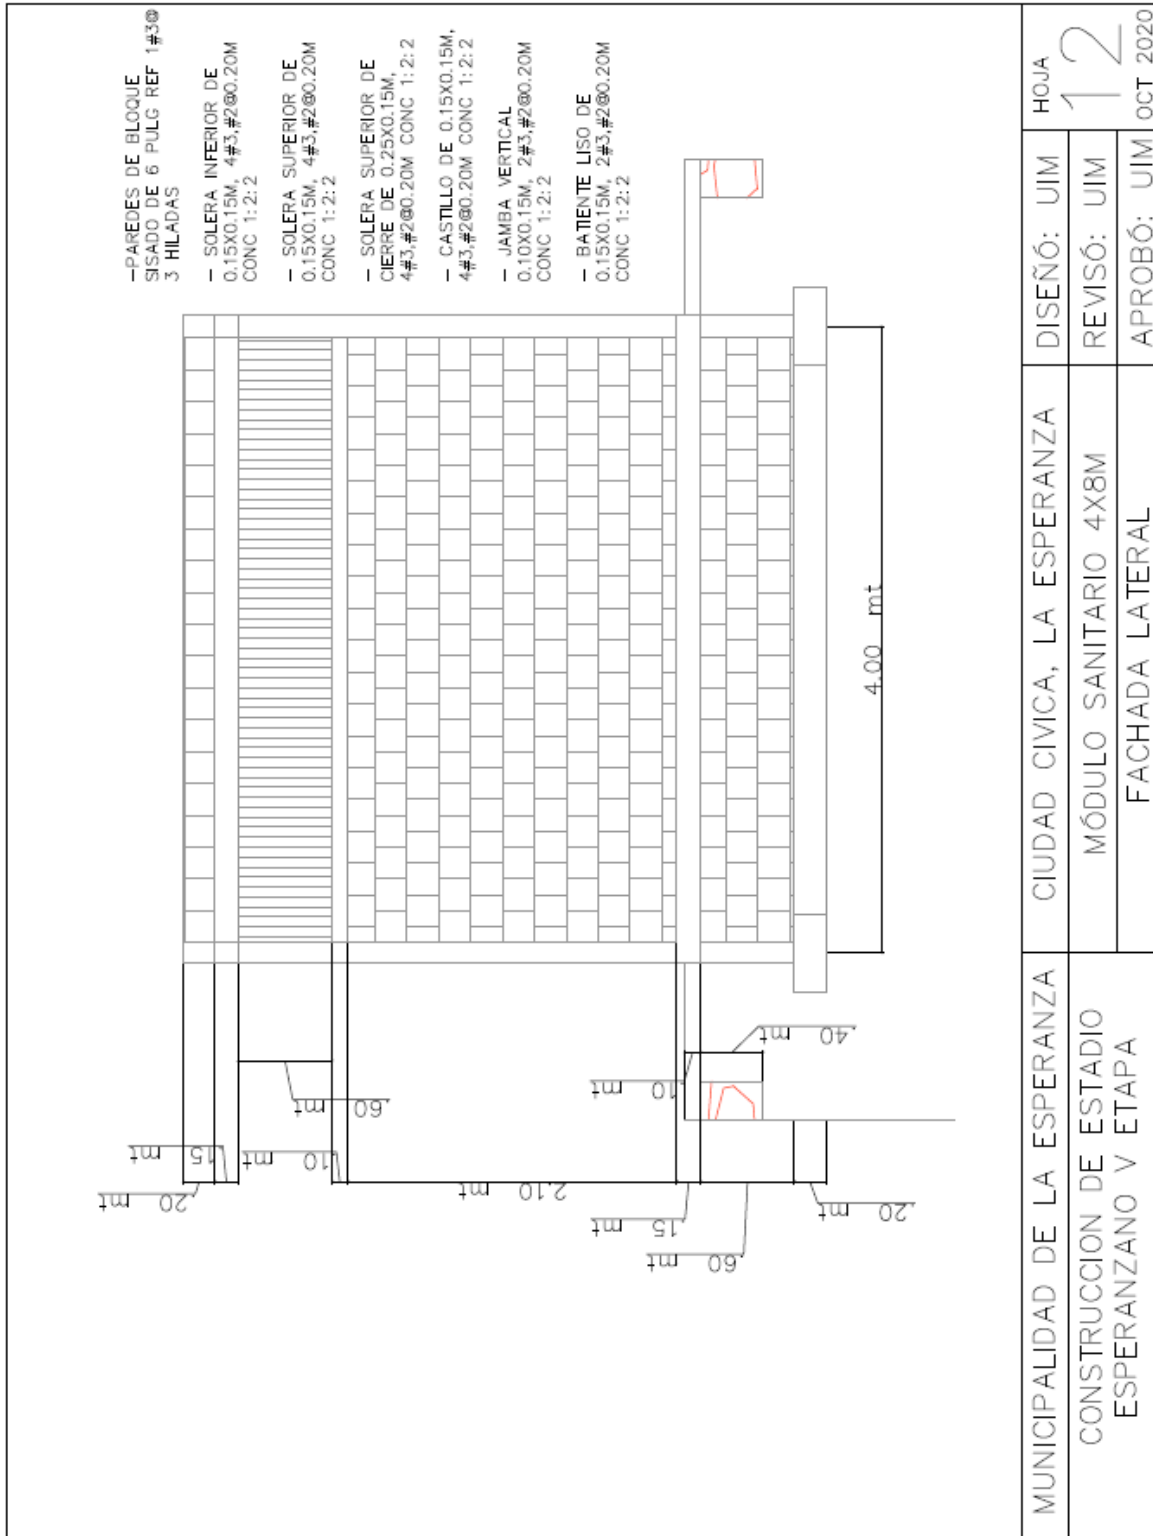 -PAREDES DE BLOQUE
SISADO DE 6 PULG REF 1#3@
3 HILADAS
- SOLERA INFERIOR DE
0.15X0.15M, 4#3,#2@0.20M
CONC 1:2:2
- SOLERA SUPERIOR DE
0.15X0.15M, 4#3,#2@0.20M
CONC 1:2:2
- SOLERA SUPERIOR DE
CIERRE DE 0.25X0.15M,
4#3,#2@0.20M CONC 1:2:2
- CASTILLO DE 0.15X0.15M,
4#3,#2@0.20M CONC 1:2:2
- JAMBA VERTICAL
0.10X0.15M, 2#3,#2@0.20M
CONC 1:2:2
- BATIENTE LISO DE
0.15X0.15M, 2#3,#2@0.20M
CONC 1:2:2
20 mt
15 mt
60 mt
10 mt
2.10 mt
15 mt
60 mt
10 mt
40 mt
20 mt
4.00 mt
MUNICIPALIDAD DE LA ESPERANZA
CONSTRUCCION DE ESTADIO
ESPERANZANO V ETAPA
CIUDAD CIVICA, LA ESPERANZA
MÓDULO SANITARIO 4X8M
FACHADA LATERAL
DISEÑÓ: UIM
REVISÓ: UIM
APROBÓ: UIM
HOJA
12
OCT 2020